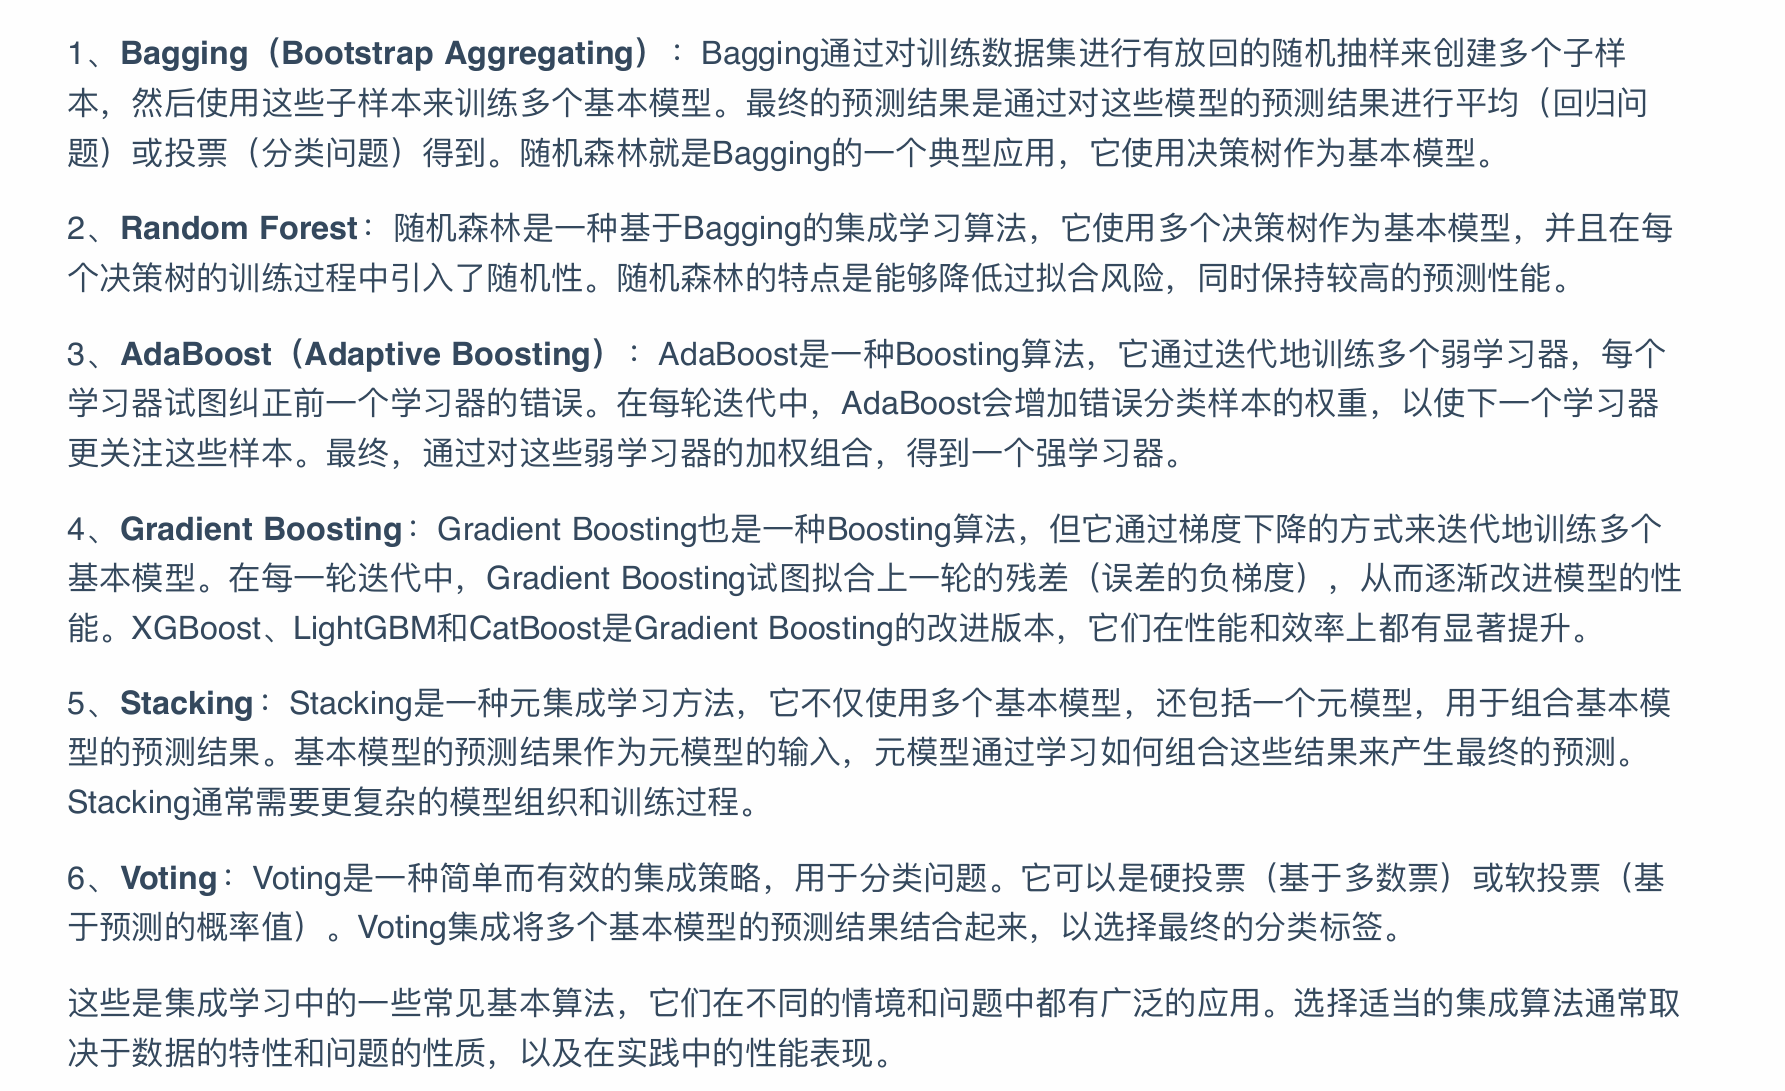 1、Bagging（Bootstrap Aggregating）：Bagging通过对训练数据集进行有放回的随机抽样来创建多个子样
本，然后使用这些子样本来训练多个基本模型。最终的预测结果是通过对这些模型的预测结果进行平均（回归问
题）或投票（分类问题）得到。随机森林就是Bagging的一个典型应用，它使用决策树作为基本模型。
2、Random Forest：随机森林是一种基于Bagging的集成学习算法，它使用多个决策树作为基本模型，并且在每
个决策树的训练过程中引入了随机性。随机森林的特点是能够降低过拟合风险，同时保持较高的预测性能。
3、AdaBoost（Adaptive Boosting）：AdaBoost是一种Boosting算法，它通过迭代地训练多个弱学习器，每个
学习器试图纠正前一个学习器的错误。在每轮迭代中，AdaBoost会增加错误分类样本的权重，以使下一个学习器
更关注这些样本。最终，通过对这些弱学习器的加权组合，得到一个强学习器。
4、Gradient Boosting：Gradient Boosting也是一种Boosting算法，但它通过梯度下降的方式来迭代地训练多个
基本模型。在每一轮迭代中，Gradient Boosting试图拟合上一轮的残差（误差的负梯度），从而逐渐改进模型的性
能。XGBoost、LightGBM和CatBoost是Gradient Boosting的改进版本，它们在性能和效率上都有显著提升。
5、Stacking：Stacking是一种元集成学习方法，它不仅使用多个基本模型，还包括一个元模型，用于组合基本模
型的预测结果。基本模型的预测结果作为元模型的输入，元模型通过学习如何组合这些结果来产生最终的预测。
Stacking通常需要更复杂的模型组织和训练过程。
6、Voting：Voting是一种简单而有效的集成策略，用于分类问题。它可以是硬投票（基于多数票）或软投票（基
于预测的概率值）。Voting集成将多个基本模型的预测结果结合起来，以选择最终的分类标签。
这些是集成学习中的一些常见基本算法，它们在不同的情境和问题中都有广泛的应用。选择适当的集成算法通常取
决于数据的特性和问题的性质，以及在实践中的性能表现。